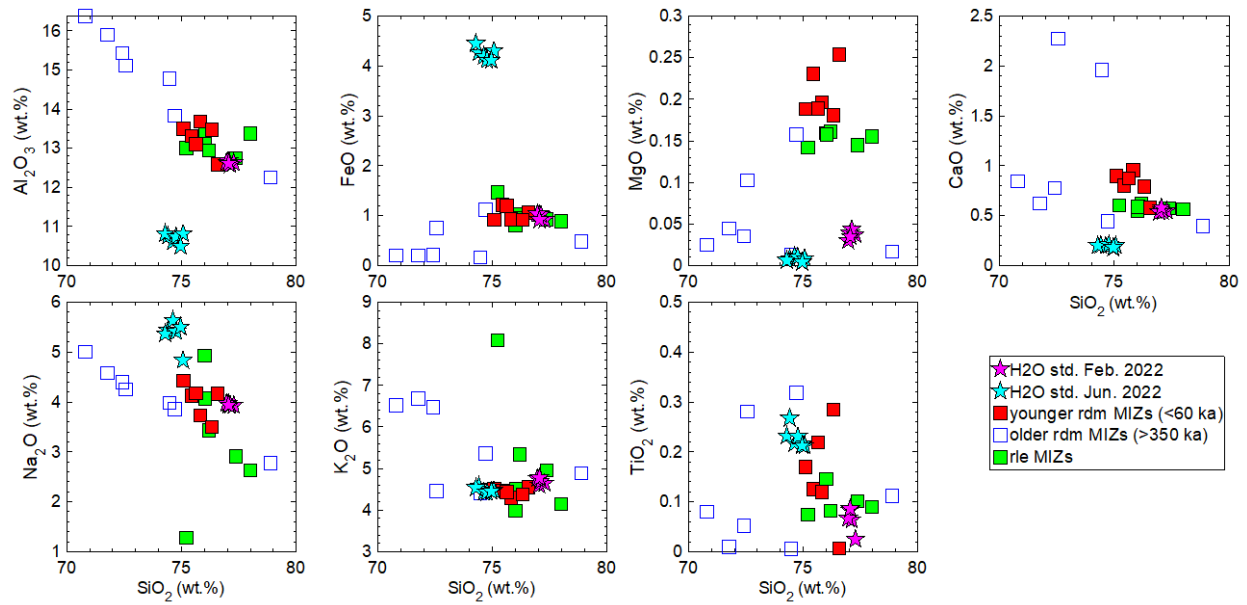 16
15
14
13
12
11
10
Al2O3 (wt.%)
70 75 80
5
4
3
2
1
0
FeO (wt.%)
70 75 80
0.3
0.25
0.2
0.15
0.1
0.05
0
MgO (wt.%)
70 75 80
2.5
2
1.5
1
0.5
0
CaO (wt.%)
70 75 80
SiO2 (wt.%)
6
5
4
3
2
1
Na2O (wt.%)
70 75 80
SiO2 (wt.%)
9
8
7
6
5
4
3
K2O (wt.%)
70 75 80
SiO2 (wt.%)
0.5
0.4
0.3
0.2
0.1
0
TiO2 (wt.%)
70 75 80
SiO2 (wt.%)
H2O std. Feb. 2022
H2O std. Jun. 2022
younger rdm MIZs (<60 ka)
older rdm MIZs (>350 ka)
rle MIZs